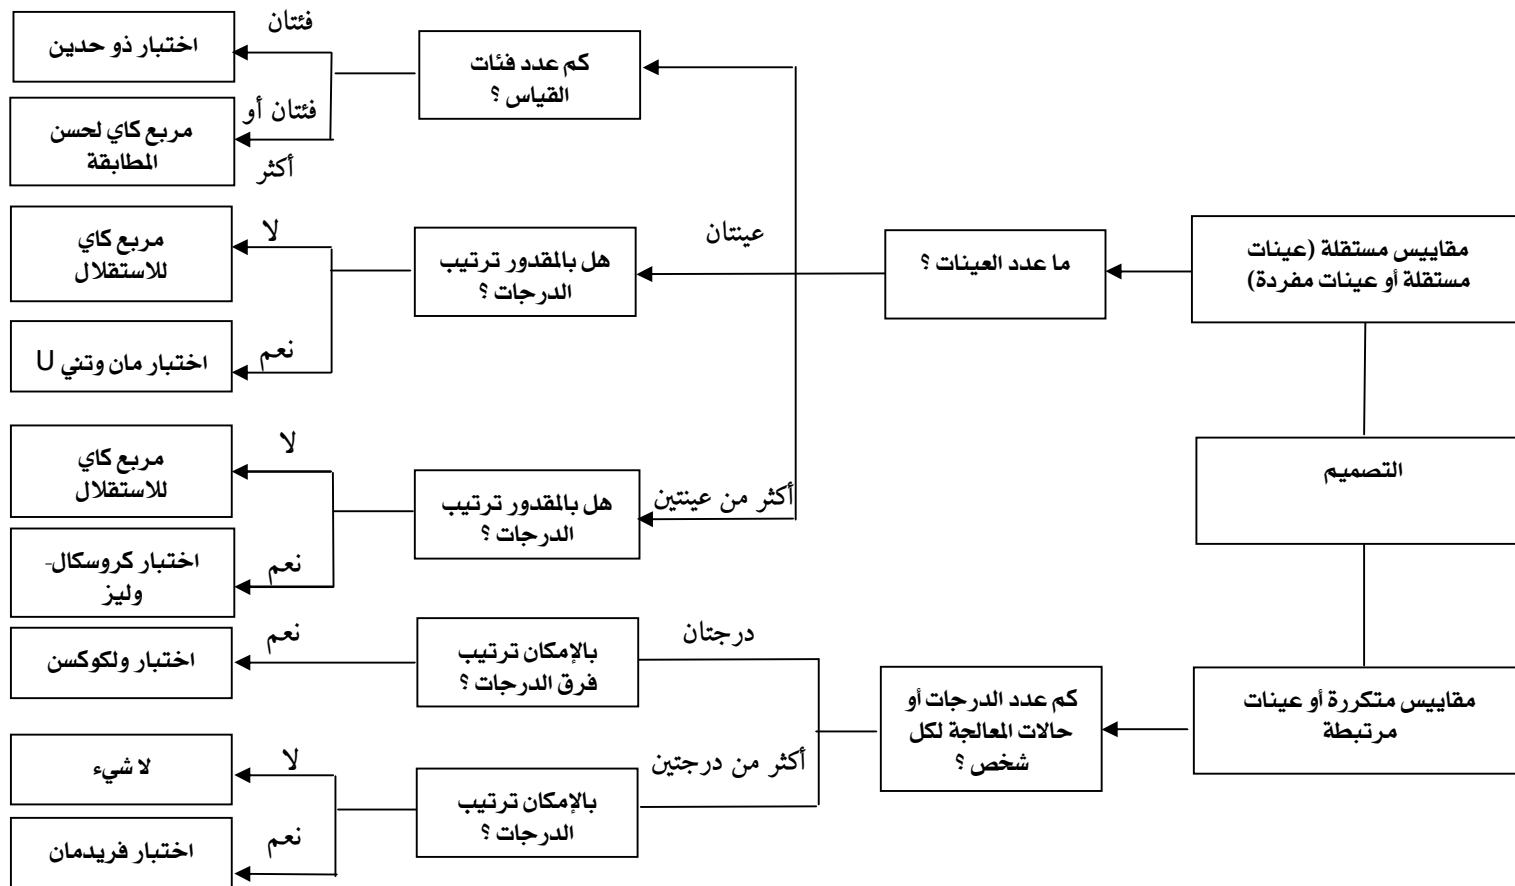 مقاييس مستقلة (عينات
مستقلة أو عينات مفردة)
التصميم
مقاييس متكررة أو عينات
مرتبطة
ما عدد العينات ؟
عينتان
أكثر من عينتين
كم عدد فئات
القياس ؟
فئتان
اختبار ذو حدين
فئتان أو
أكثر
مربع كاي لحسن
المطابقة
هل بالمقدور ترتيب
الدرجات ؟
لا
مربع كاي
للاستقلال
نعم
اختبار مان وتني U
هل بالمقدور ترتيب
الدرجات ؟
لا
مربع كاي
للاستقلال
نعم
اختبار كروسكال-
وليز
كم عدد الدرجات أو
حالات المعالجة لكل
شخص ؟
درجتان
بالإمكان ترتيب
فرق الدرجات ؟
نعم
اختبار ولكوكسن
أكثر من درجتين
بالإمكان ترتيب
الدرجات ؟
لا
لا شيء
نعم
اختبار فريدمان